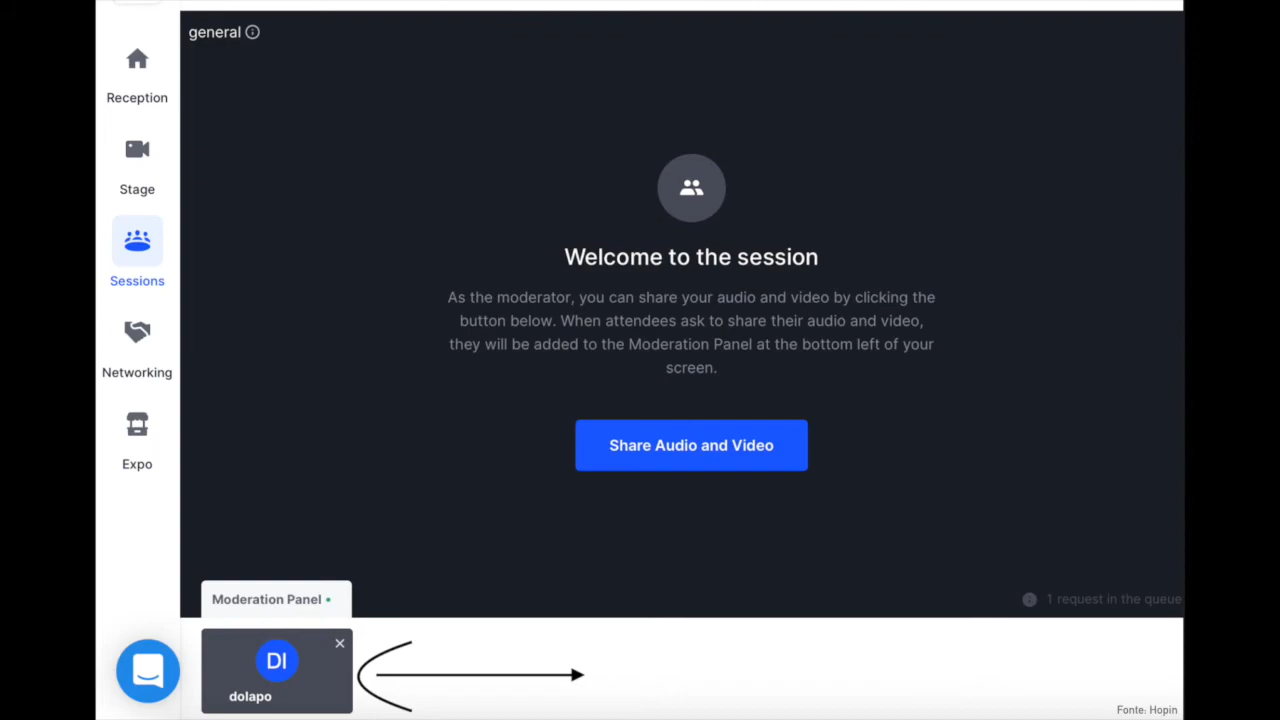 general
Reception
Stage
Sessions
Networking
Expo
Welcome to the session
As the moderator, you can share your audio and video by clicking the
button below. When attendees ask to share their audio and video,
they will be added to the Moderation Panel at the bottom left of your
screen.
Share Audio and Video
Moderation Panel
1 request in the queue
DI
dolapo
Fonte: Hopin